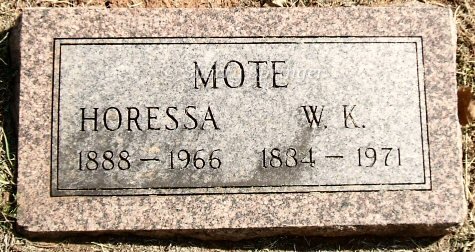 MOTE
HORESSA W. K.
1888 - 1966 1884 - 1971